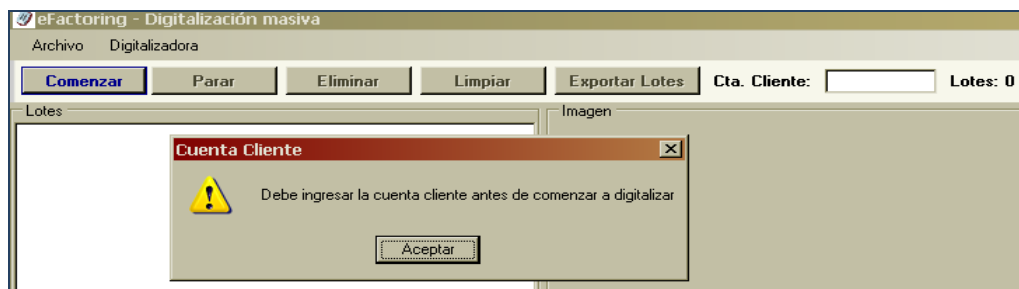 eFactoring - Digitalización masiva
Archivo Digitalizadora
Comenzar Parar Eliminar Limpiar Exportar Lotes Cta. Cliente: Lotes: 0
Lotes Imagen
Cuenta Cliente
Debe ingresar la cuenta cliente antes de comenzar a digitalizar
Aceptar